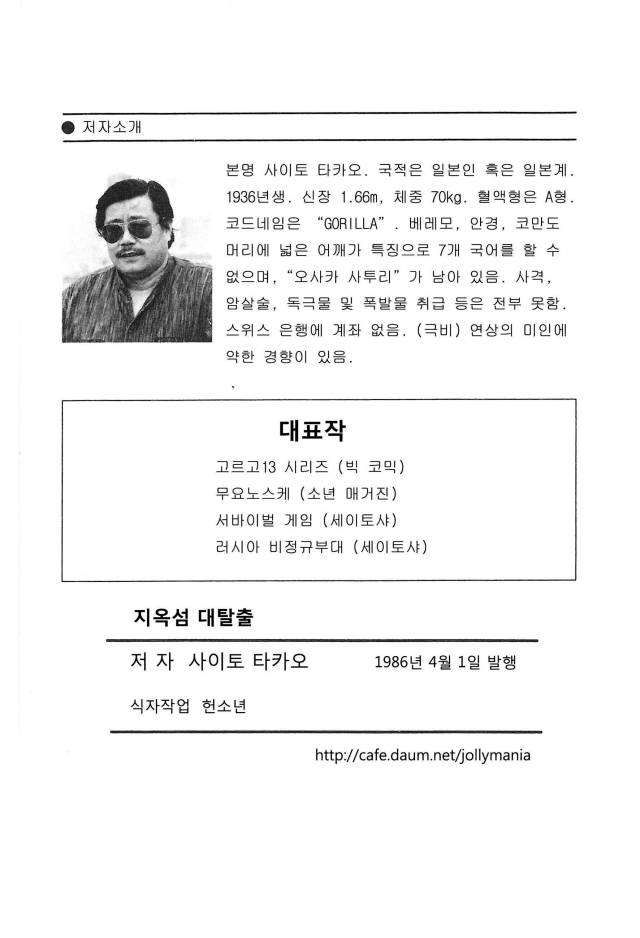 ● 저자소개
본명 사이토 타카오. 국적은 일본인 혹은 일본계.
1936년생. 신장 1.66m, 체중 70kg. 혈액형은 A형.
코드네임은 “GORILLA”. 베레모, 안경, 코만도
머리에 넓은 어깨가 특징으로 7개 국어를 할 수
없으며, “오사카 사투리”가 남아 있음. 사격,
암살술, 독극물 및 폭발물 취급 등은 전부 못함.
스위스 은행에 계좌 없음. (극비) 연상의 미인에
약한 경향이 있음.
대표작
고르고13 시리즈 (빅 코믹)
무요노스케 (소년 매거진)
서바이벌 게임 (세이토샤)
러시아 비정규부대 (세이토샤)
지옥섬 대탈출
저 자 사이토 타카오 1986년 4월 1일 발행
식자작업 헌소년
http://cafe.daum.net/jollymania